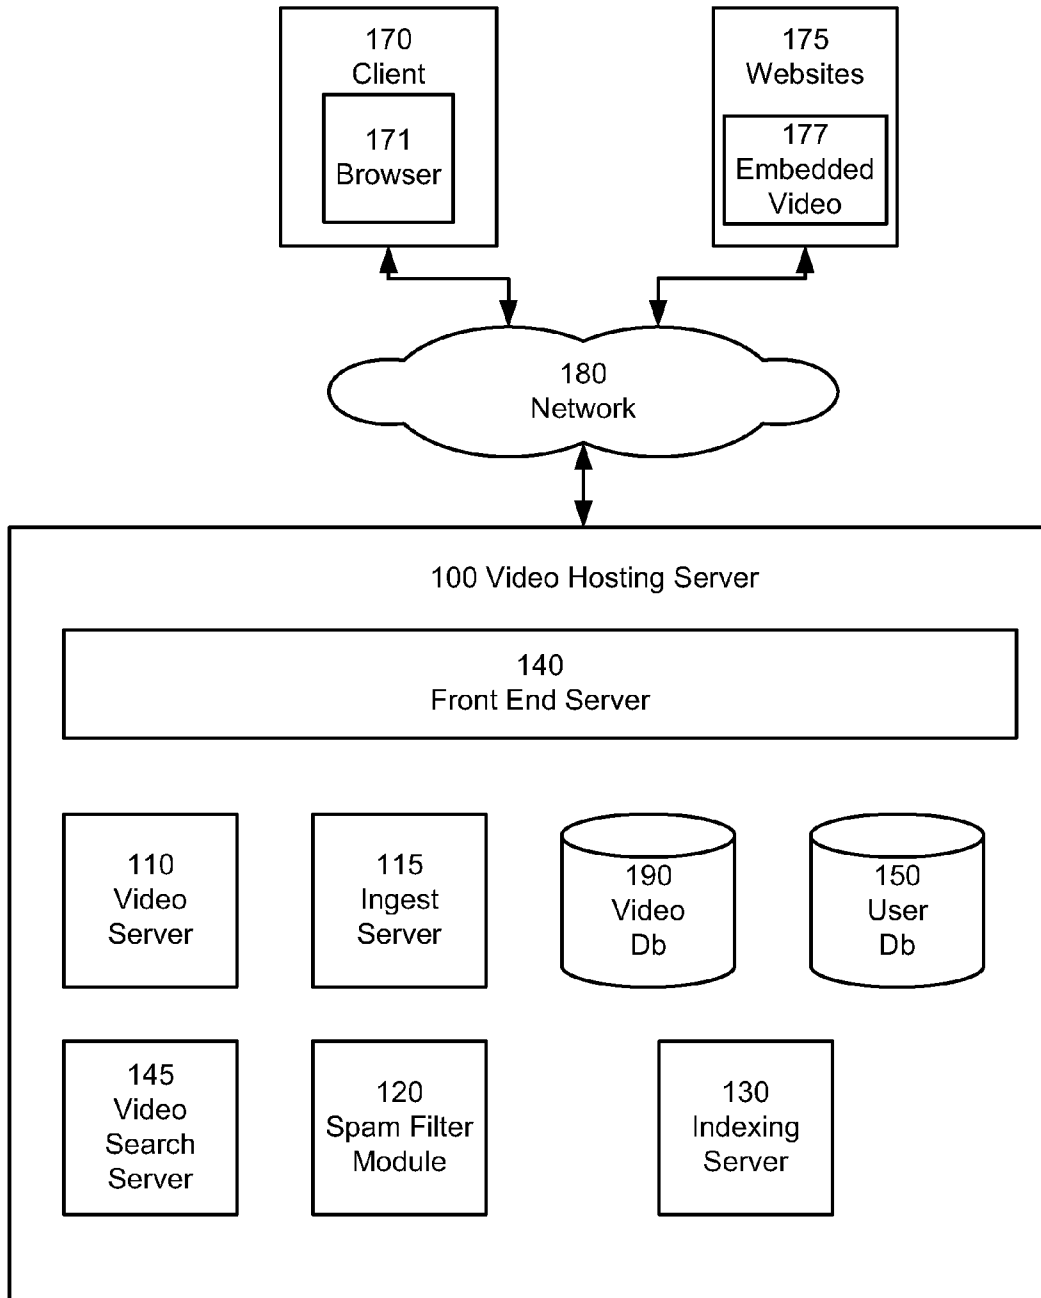 170
Client
171
Browser
175
Websites
177
Embedded
Video
180
Network
100 Video Hosting Server
140
Front End Server
110
Video
Server
115
Ingest
Server
190
Video
Db
150
User
Db
145
Video
Search
Server
120
Spam Filter
Module
130
Indexing
Server